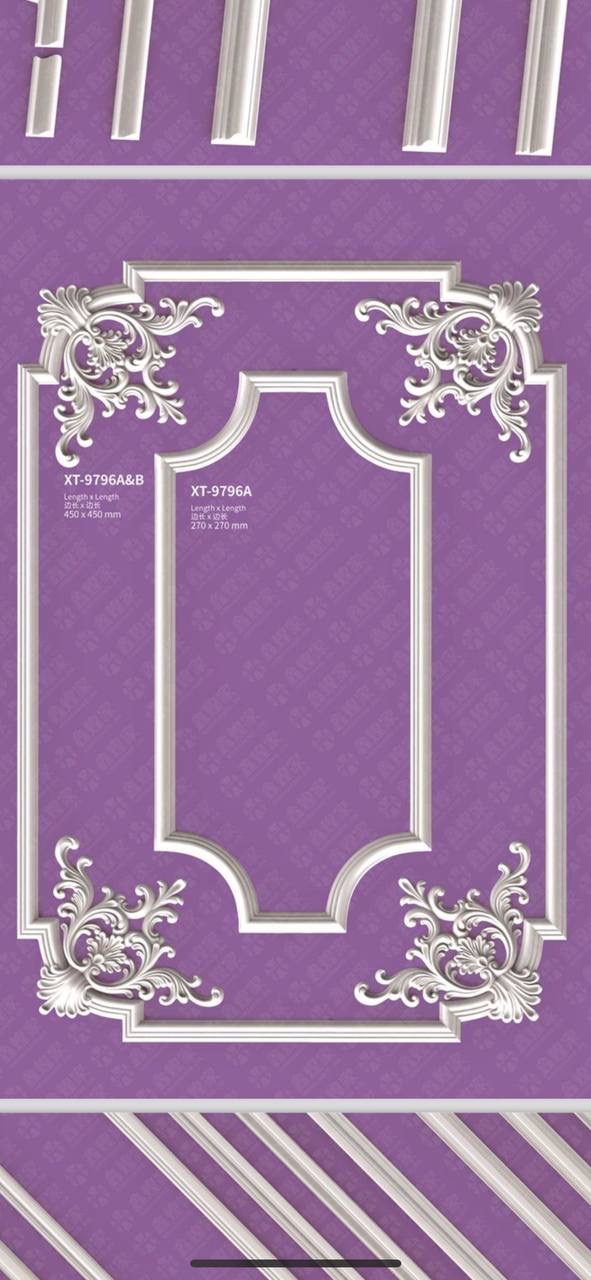 XT-9796A&B
Length x Length
边长 x 边长
450 x 450 mm
XT-9796A
Length x Length
边长 x 边长
270 x 270 mm